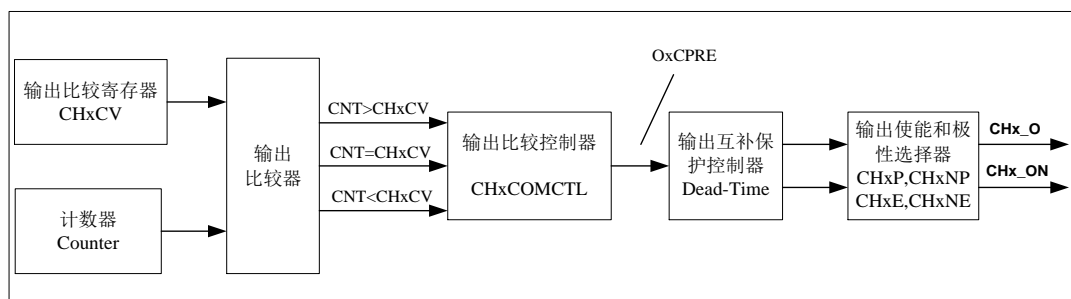 输出比较寄存器
CHxCV
计数器
Counter
输出
比较器
CNT>CHxCV
CNT=CHxCV
CNT<CHxCV
输出比较控制器
CHxCOMCTL
OxCPRE
输出互补保
护控制器
Dead-Time
输出使能和极
性选择器
CHxP,CHxNP
CHxE,CHxNE
CHx_O
CHx_ON